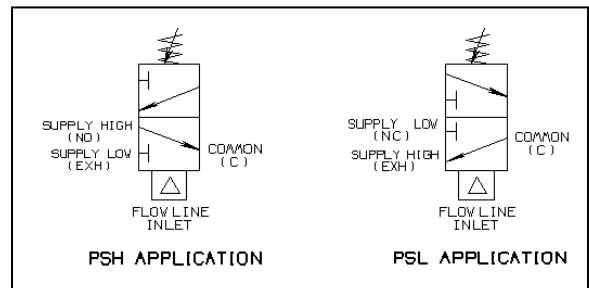 SUPPLY HIGH
(NO)
SUPPLY LOW
(EXH)
COMMON
(C)
FLOW LINE
INLET
PSH APPLICATION
SUPPLY LOW
(NC)
SUPPLY HIGH
(EXH)
COMMON
(C)
FLOW LINE
INLET
PSL APPLICATION